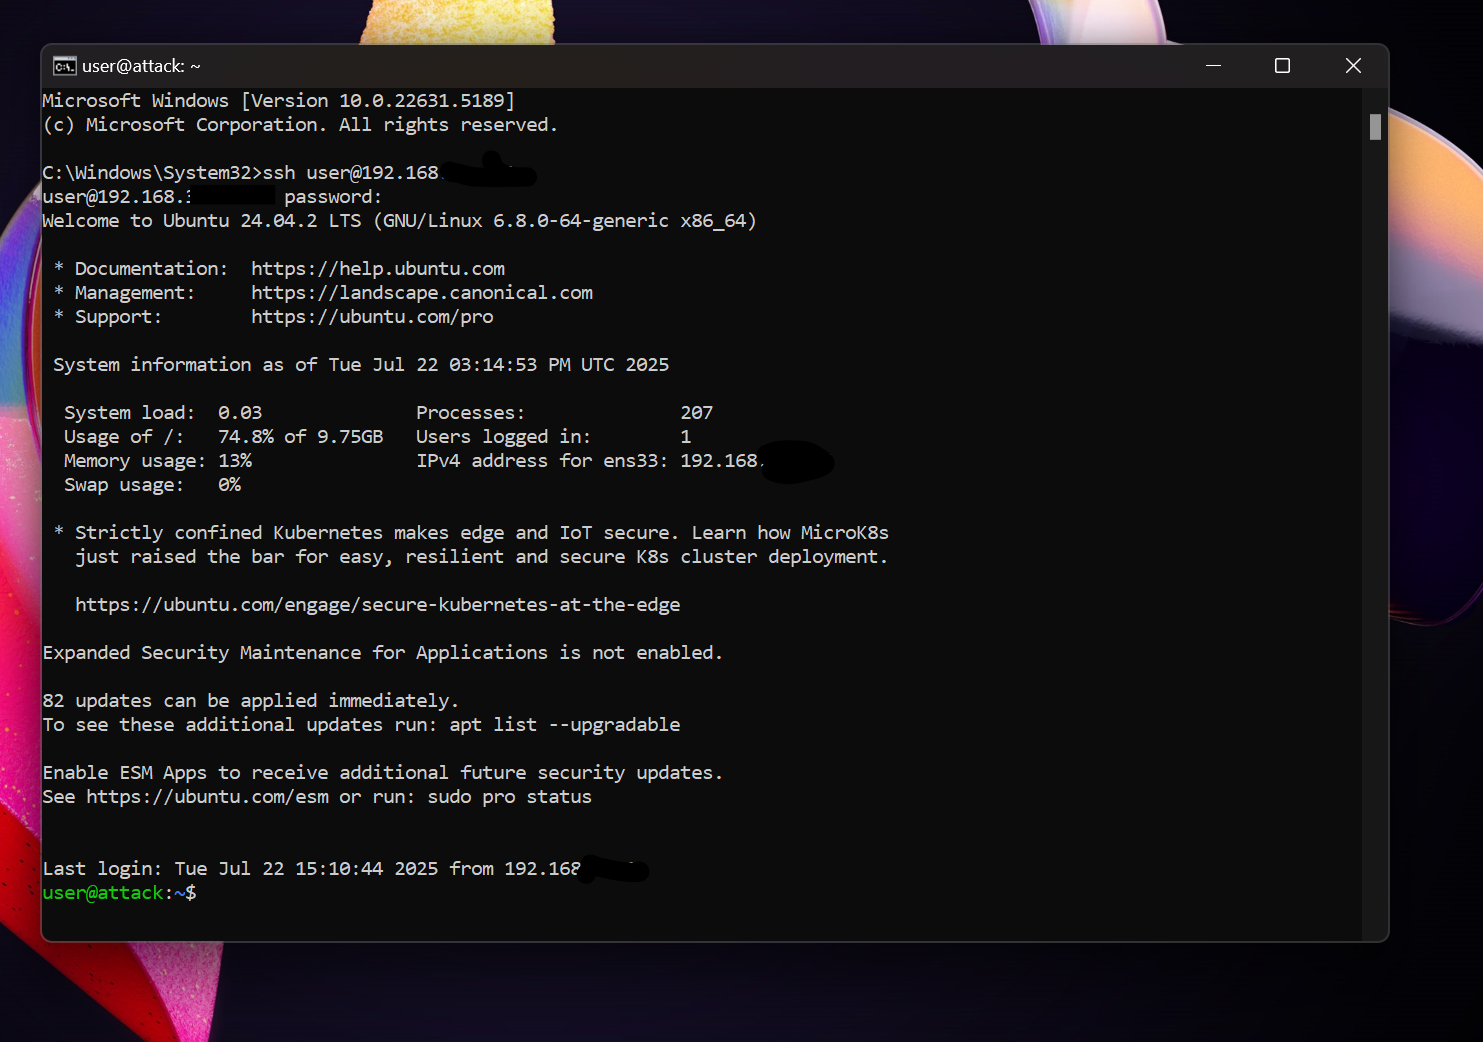 user@attack: ~
Microsoft Windows [Version 10.0.22631.5189]
(c) Microsoft Corporation. All rights reserved.
C:\Windows\System32>ssh user@192.168
user@192.168. password:
Welcome to Ubuntu 24.04.2 LTS (GNU/Linux 6.8.0-64-generic x86_64)
* Documentation:  https://help.ubuntu.com
* Management:     https://landscape.canonical.com
* Support:        https://ubuntu.com/pro
System information as of Tue Jul 22 03:14:53 PM UTC 2025
System load:  0.03              Processes:              207
Usage of /:   74.8% of 9.75GB   Users logged in:        1
Memory usage: 13%               IPv4 address for ens33: 192.168.
Swap usage:   0%
* Strictly confined Kubernetes makes edge and IoT secure. Learn how MicroK8s
just raised the bar for easy, resilient and secure K8s cluster deployment.
https://ubuntu.com/engage/secure-kubernetes-at-the-edge
Expanded Security Maintenance for Applications is not enabled.
82 updates can be applied immediately.
To see these additional updates run: apt list --upgradable
Enable ESM Apps to receive additional future security updates.
See https://ubuntu.com/esm or run: sudo pro status
Last login: Tue Jul 22 15:10:44 2025 from 192.168
user@attack:~$